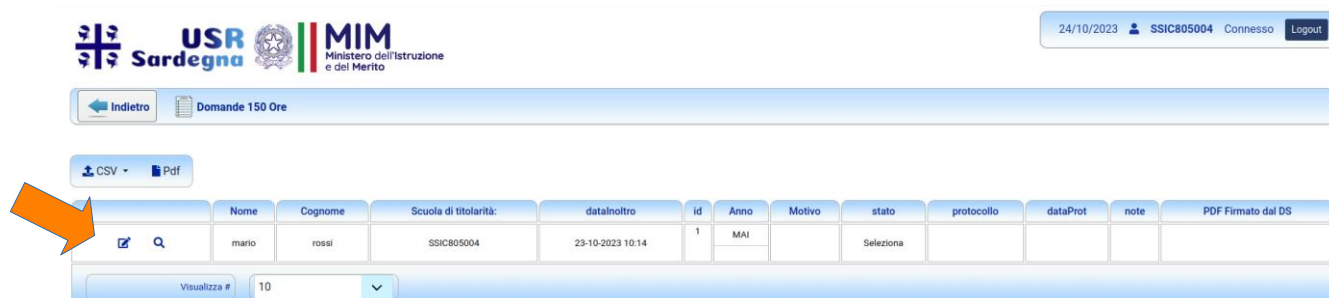 USR
Sardegna
MIM
Ministero dell'Istruzione
e del Merito
24/10/2023 SSIC805004 Connesso Logout
Indietro Domande 150 Ore
CSV Pdf
Nome Cognome Scuola di titolarità: dataInoltro id Anno Motivo stato protocollo dataProt note PDF Firmato dal DS
mario rossi SSIC805004 23-10-2023 10:14 1 MAI Seleziona
Visualizza # 10